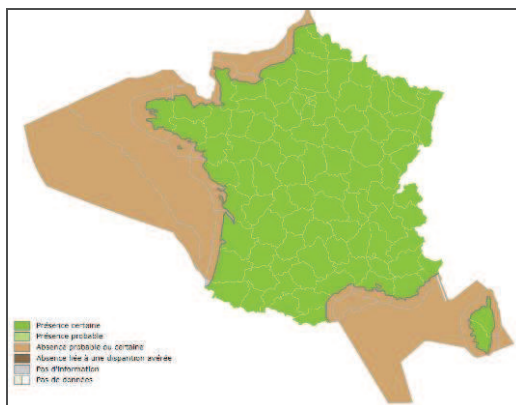 Présence certaine
Présence probable
Absence probable ou certaine
Absence liée à une disparition avérée
Pas d'information
Pas de données